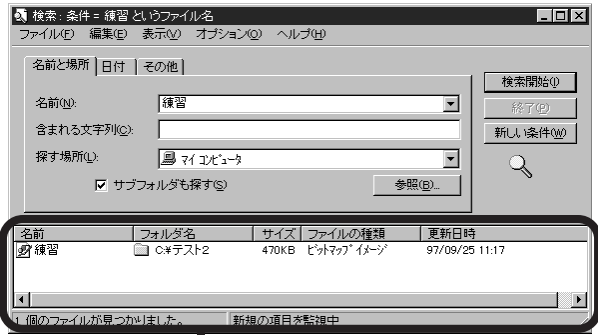 検索 : 条件 = 練習 というファイル名
ファイル(F) 編集(E) 表示(V) オプション(O) ヘルプ(H)
名前と場所 日付 その他
名前(N): 練習
含まれる文字列(C):
探す場所(L): マイ コンピュータ
サブフォルダも探す(S) 参照(B)...
検索開始(I)
終了(P)
新しい条件(W)
名前 フォルダ名 サイズ ファイルの種類 更新日時
練習 C:¥テスト2 470KB ビットマップ イメージ 97/09/25 11:17
1 個のファイルが見つかりました。 新規の項目を監視中